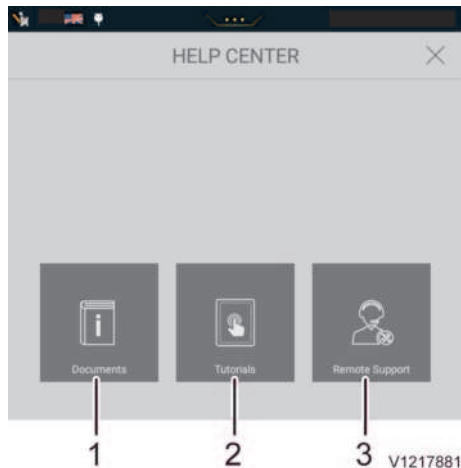 HELP CENTER
Documents
Tutorials
Remote Support
1
2
3
V1217881